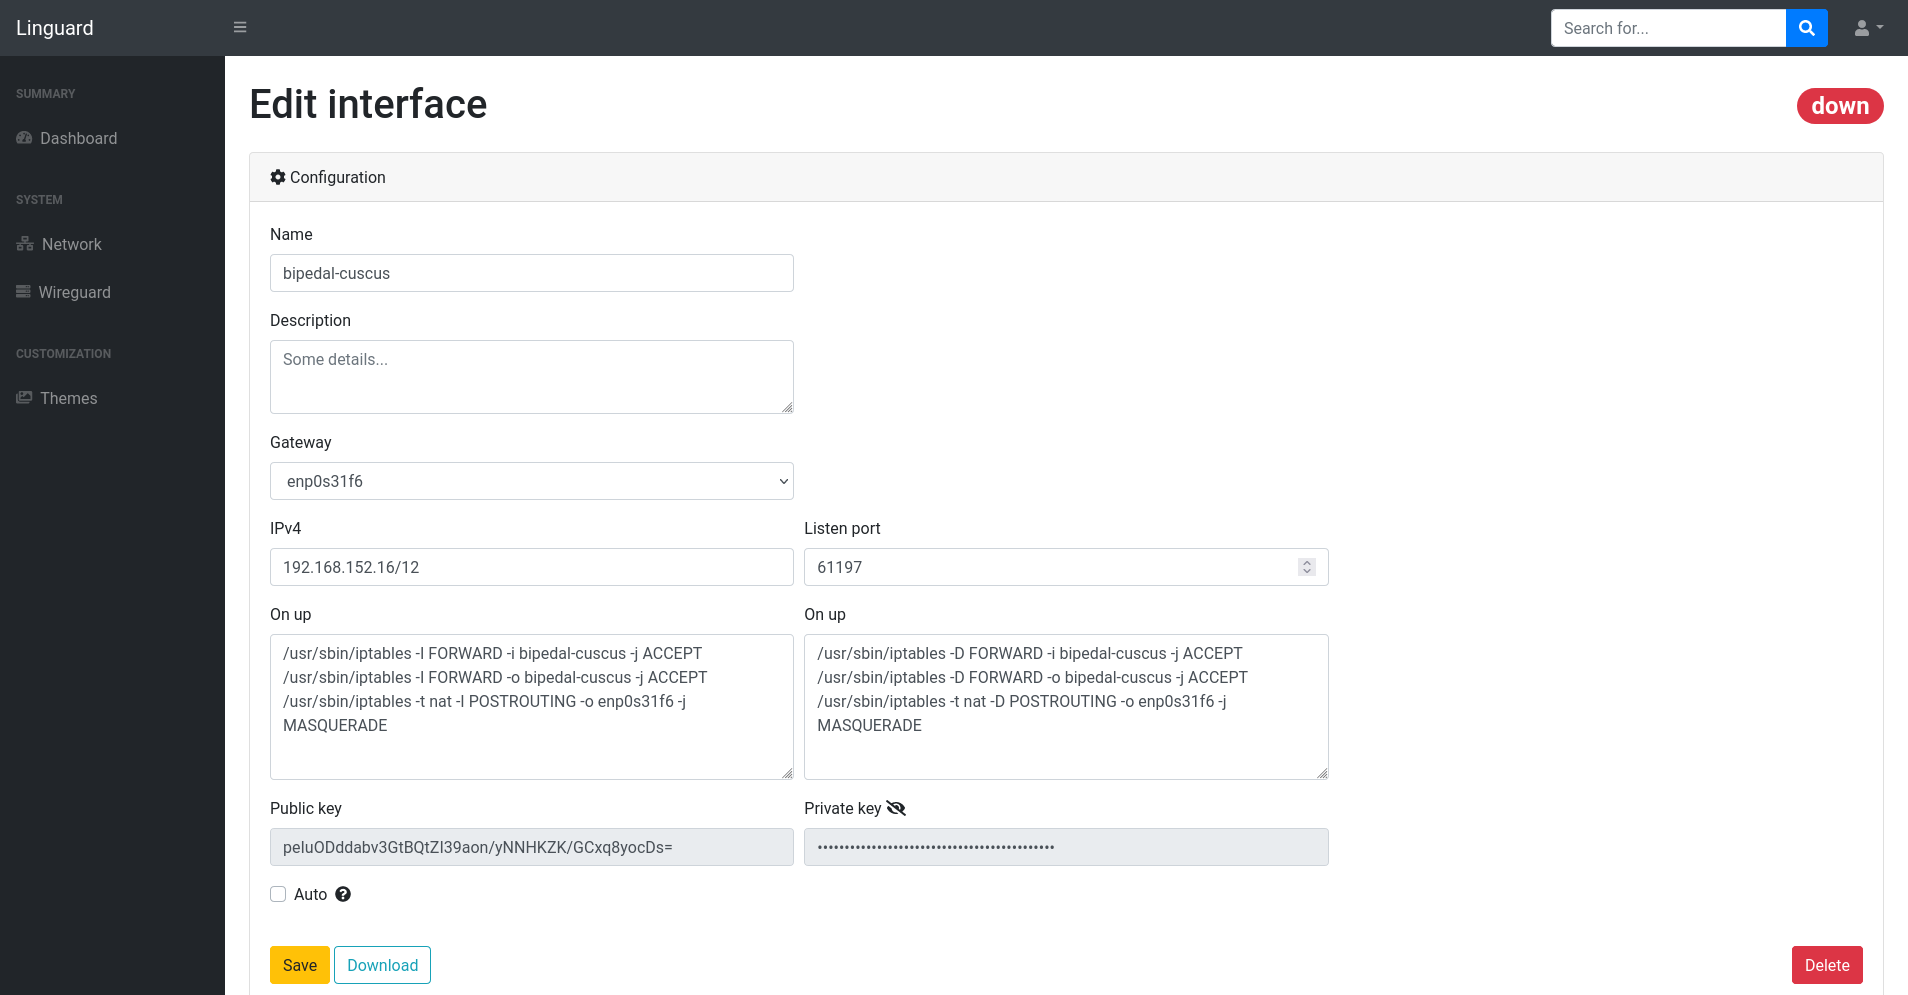 Linguard
Search for...
SUMMARY
Dashboard
SYSTEM
Network
Wireguard
CUSTOMIZATION
Themes
Edit interface
down
Configuration
Name
bipedal-cuscus
Description
Some details...
Gateway
enp0s31f6
IPv4
192.168.152.16/12
Listen port
61197
On up
/usr/sbin/iptables -I FORWARD -i bipedal-cuscus -j ACCEPT
/usr/sbin/iptables -I FORWARD -o bipedal-cuscus -j ACCEPT
/usr/sbin/iptables -t nat -I POSTROUTING -o enp0s31f6 -j
MASQUERADE
On up
/usr/sbin/iptables -D FORWARD -i bipedal-cuscus -j ACCEPT
/usr/sbin/iptables -D FORWARD -o bipedal-cuscus -j ACCEPT
/usr/sbin/iptables -t nat -D POSTROUTING -o enp0s31f6 -j
MASQUERADE
Public key
peIuODddabv3GtBQtZI39aon/yNNHKZK/GCxq8yocDs=
Private key
Auto
Save
Download
Delete